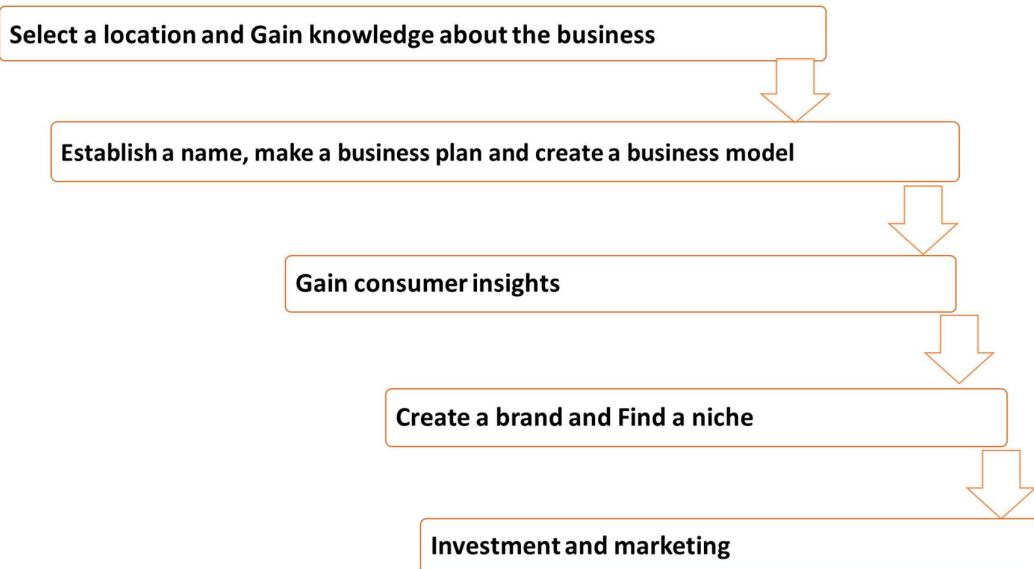 Select a location and Gain knowledge about the business
Establish a name, make a business plan and create a business model
Gain consumer insights
Create a brand and Find a niche
Investment and marketing